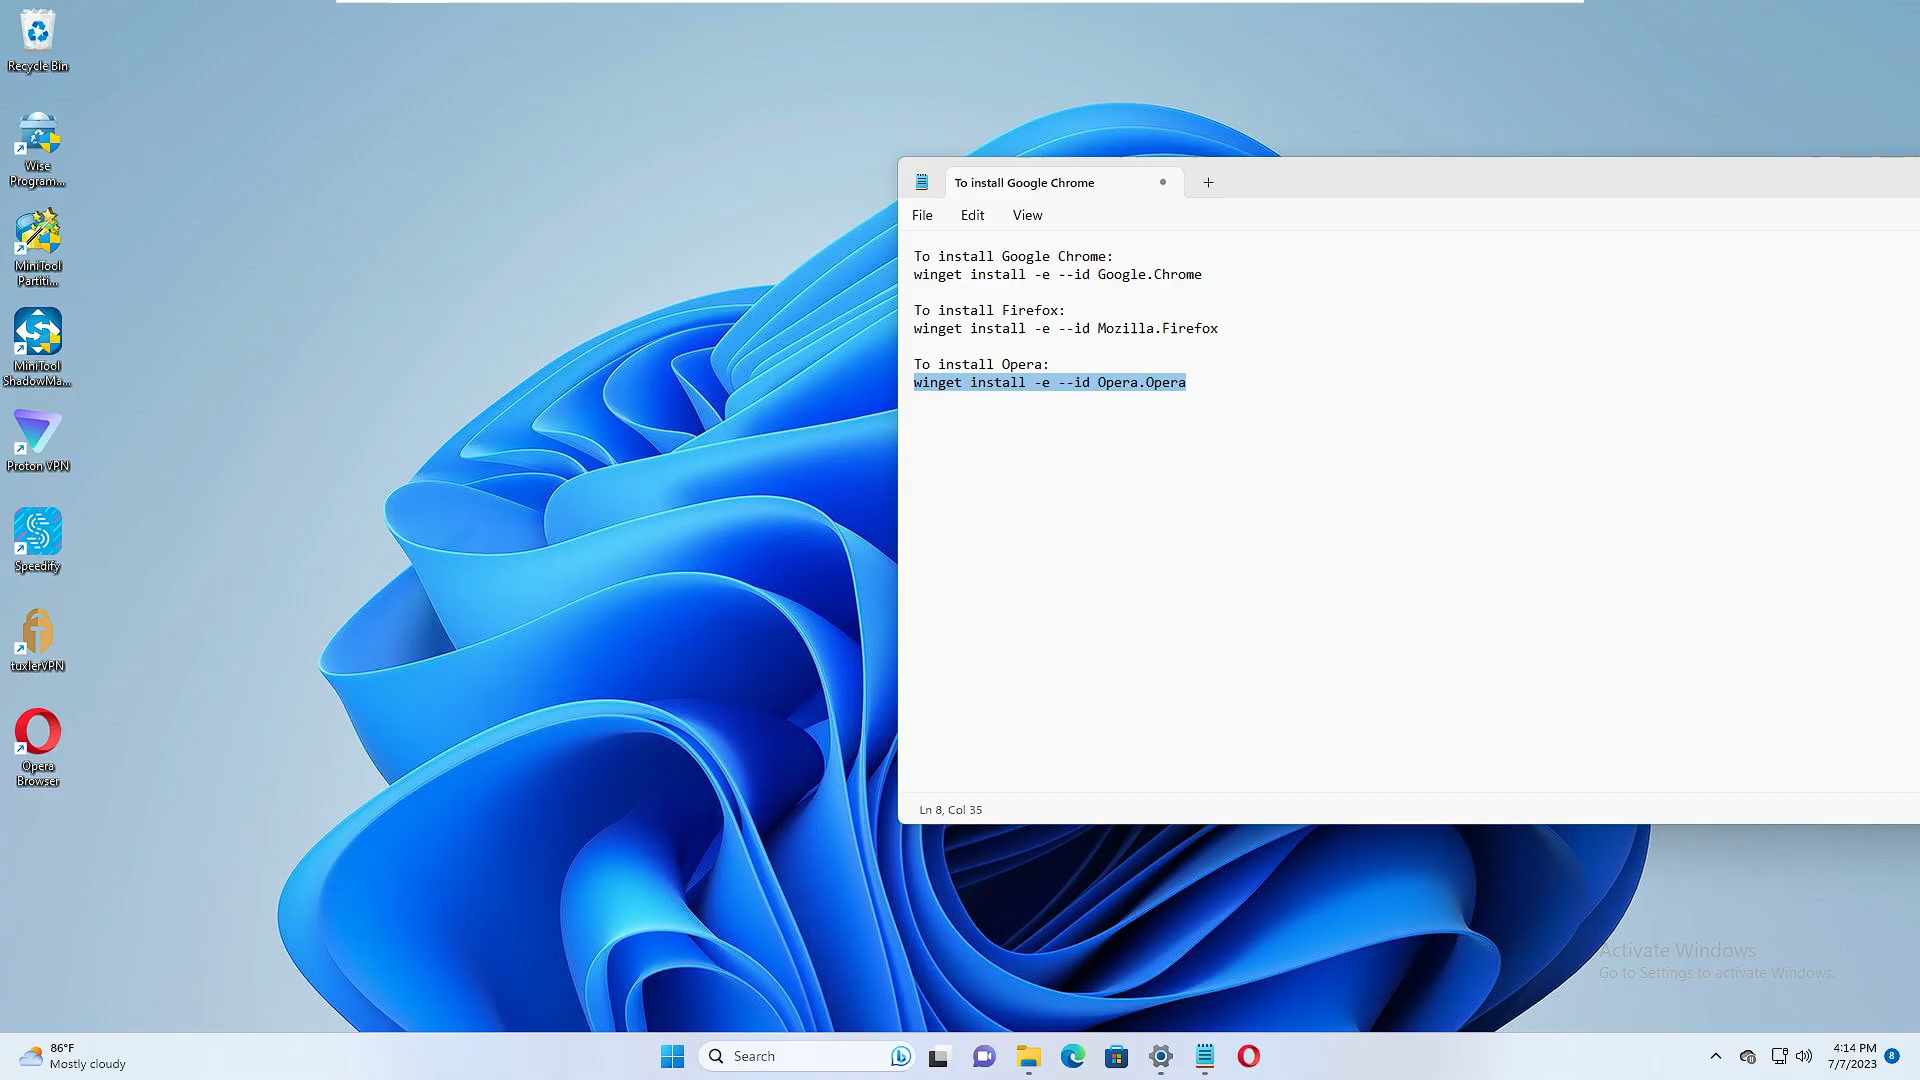 Recycle Bin
Wise
Program...
MiniTool
Partiti...
MiniTool
ShadowMa...
Proton VPN
Speedify
tuxlerVPN
Opera
Browser
To install Google Chrome
File Edit View
To install Google Chrome:
winget install -e --id Google.Chrome
To install Firefox:
winget install -e --id Mozilla.Firefox
To install Opera:
winget install -e --id Opera.Opera
Ln 8, Col 35
Activate Windows
Go to Settings to activate Windows.
86°F
Mostly cloudy
Search
4:14 PM
7/7/2023
8